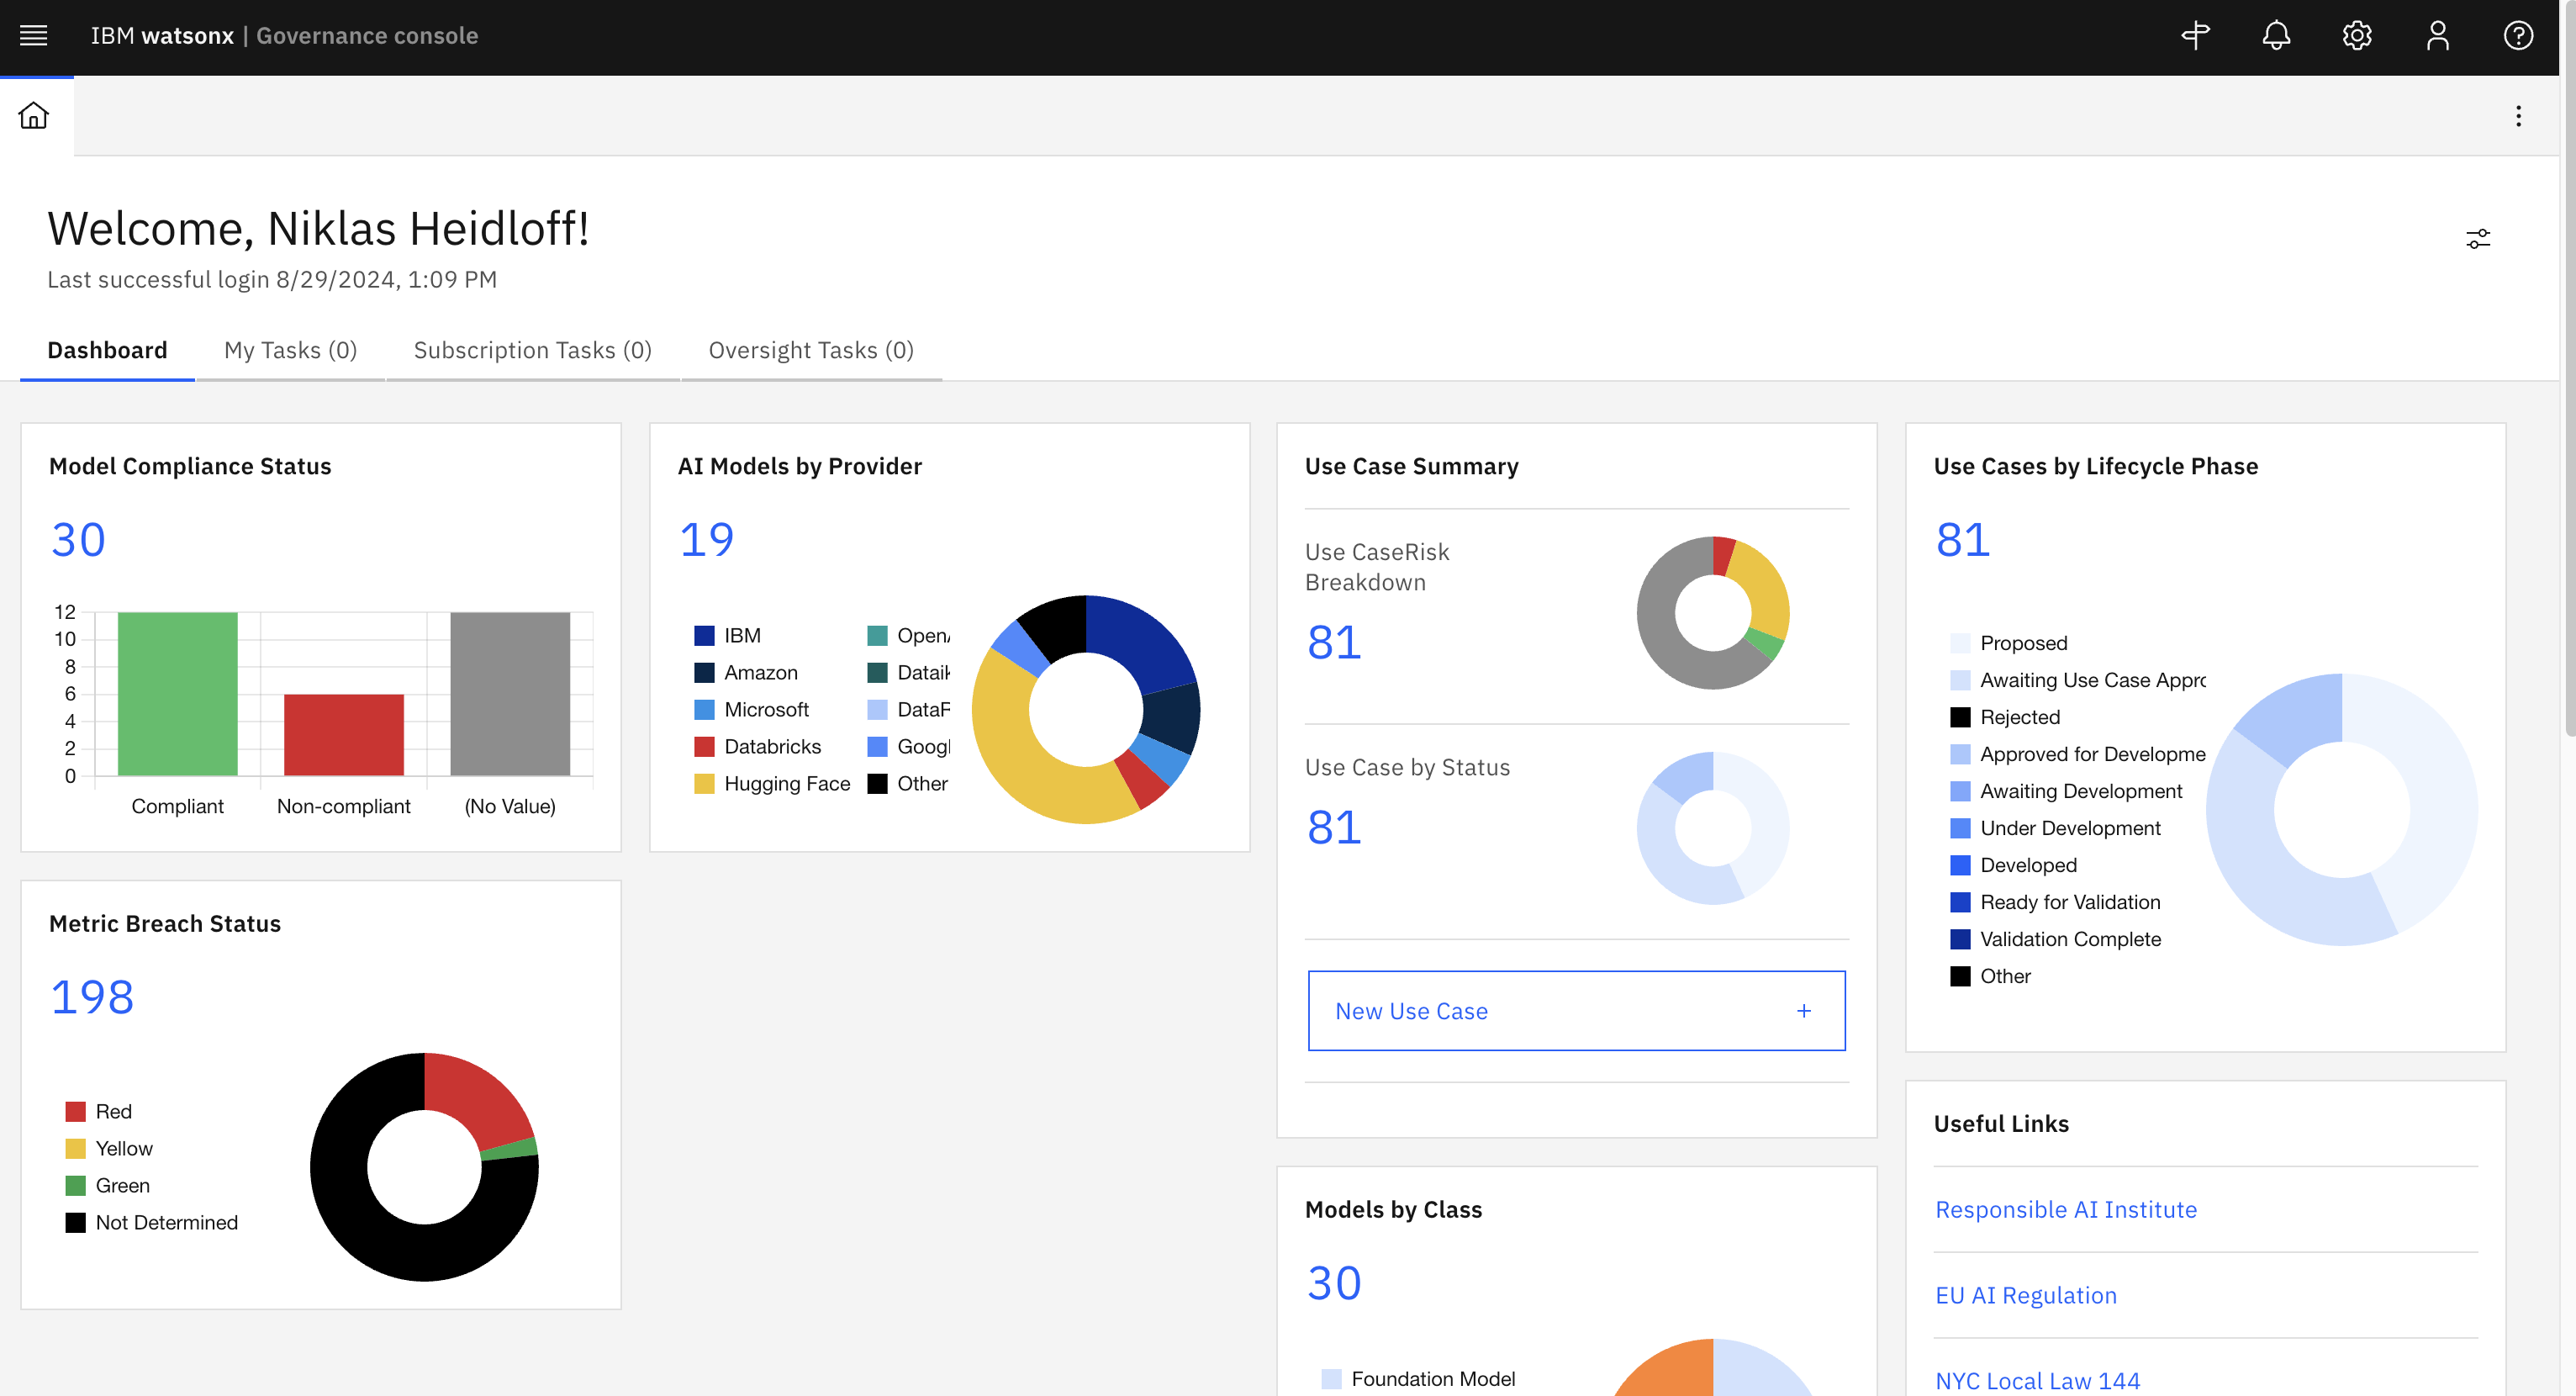 IBM watsonx | Governance console
Welcome, Niklas Heidloff!
Last successful login 8/29/2024, 1:09 PM
Dashboard
My Tasks (0)
Subscription Tasks (0)
Oversight Tasks (0)
Model Compliance Status
30
12
10
8
6
4
2
0
Compliant
Non-compliant
(No Value)
Metric Breach Status
198
Red
Yellow
Green
Not Determined
AI Models by Provider
19
IBM
Amazon
Microsoft
Databricks
Hugging Face
Open
Datai
Data
Goog
Other
Use Case Summary
Use CaseRisk
Breakdown
81
Use Case by Status
81
New Use Case +
Models by Class
30
Foundation Model
Use Cases by Lifecycle Phase
81
Proposed
Awaiting Use Case Appr
Rejected
Approved for Developme
Awaiting Development
Under Development
Developed
Ready for Validation
Validation Complete
Other
Useful Links
Responsible AI Institute
EU AI Regulation
NYC Local Law 144